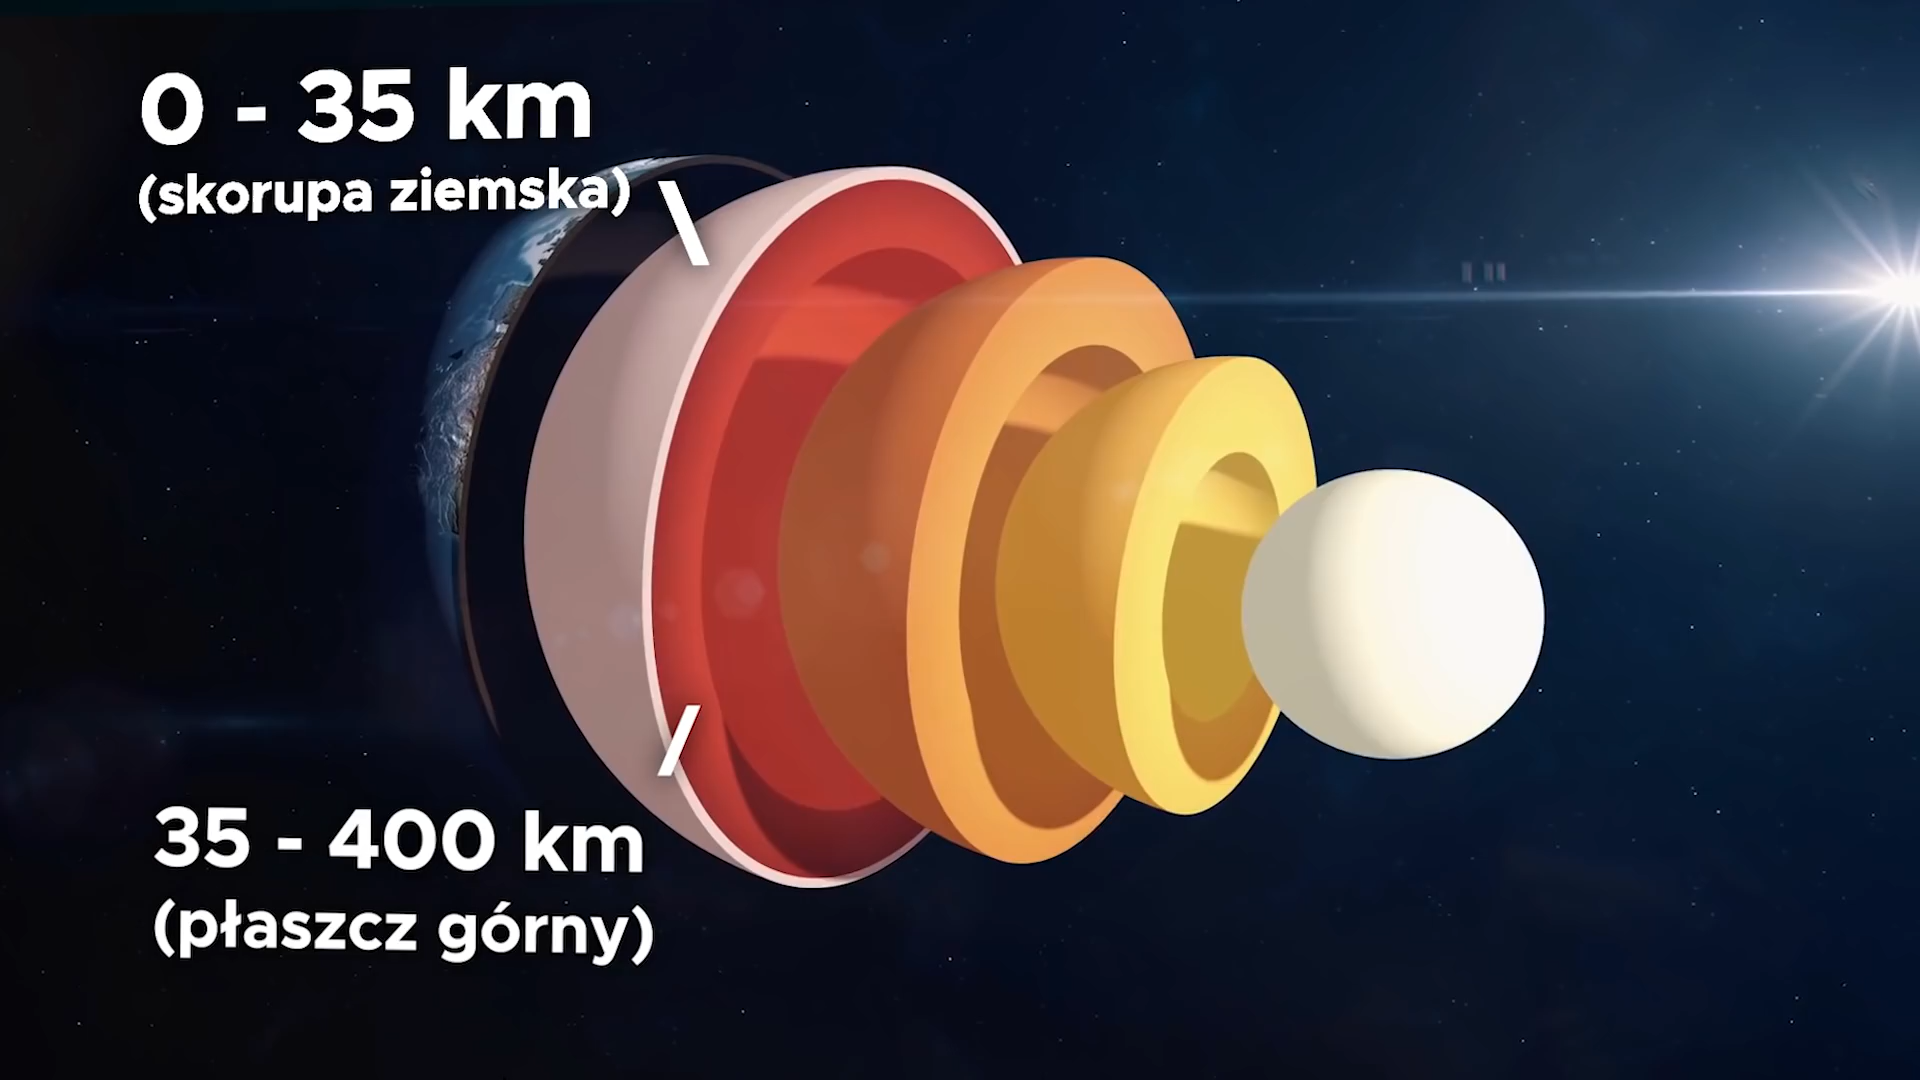 0 - 35 km
(skorupa ziemska)
35 - 400 km
(płaszcz górny)